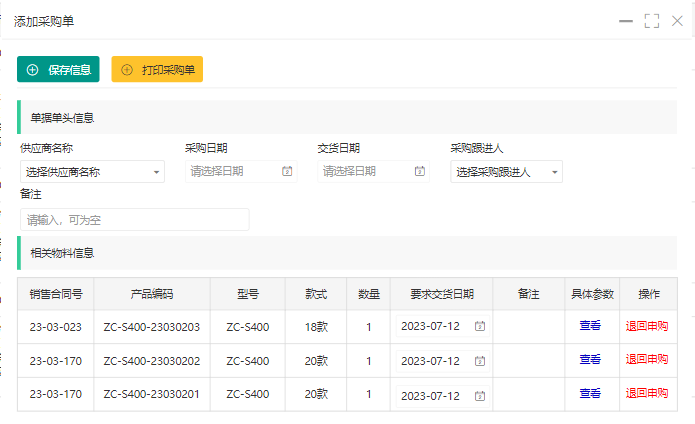 添加采购单
保存信息 打印采购单
单据单头信息
供应商名称 采购日期 交货日期 采购跟进人
选择供应商名称 请选择日期 请选择日期 选择采购跟进人
备注
请输入，可为空
相关物料信息
销售合同号 产品编码 型号 款式 数量 要求交货日期 备注 具体参数 操作
23-03-023 ZC-S400-23030203 ZC-S400 18款 1 2023-07-12 查看 退回申购
23-03-170 ZC-S400-23030202 ZC-S400 20款 1 2023-07-12 查看 退回申购
23-03-170 ZC-S400-23030201 ZC-S400 20款 1 2023-07-12 查看 退回申购